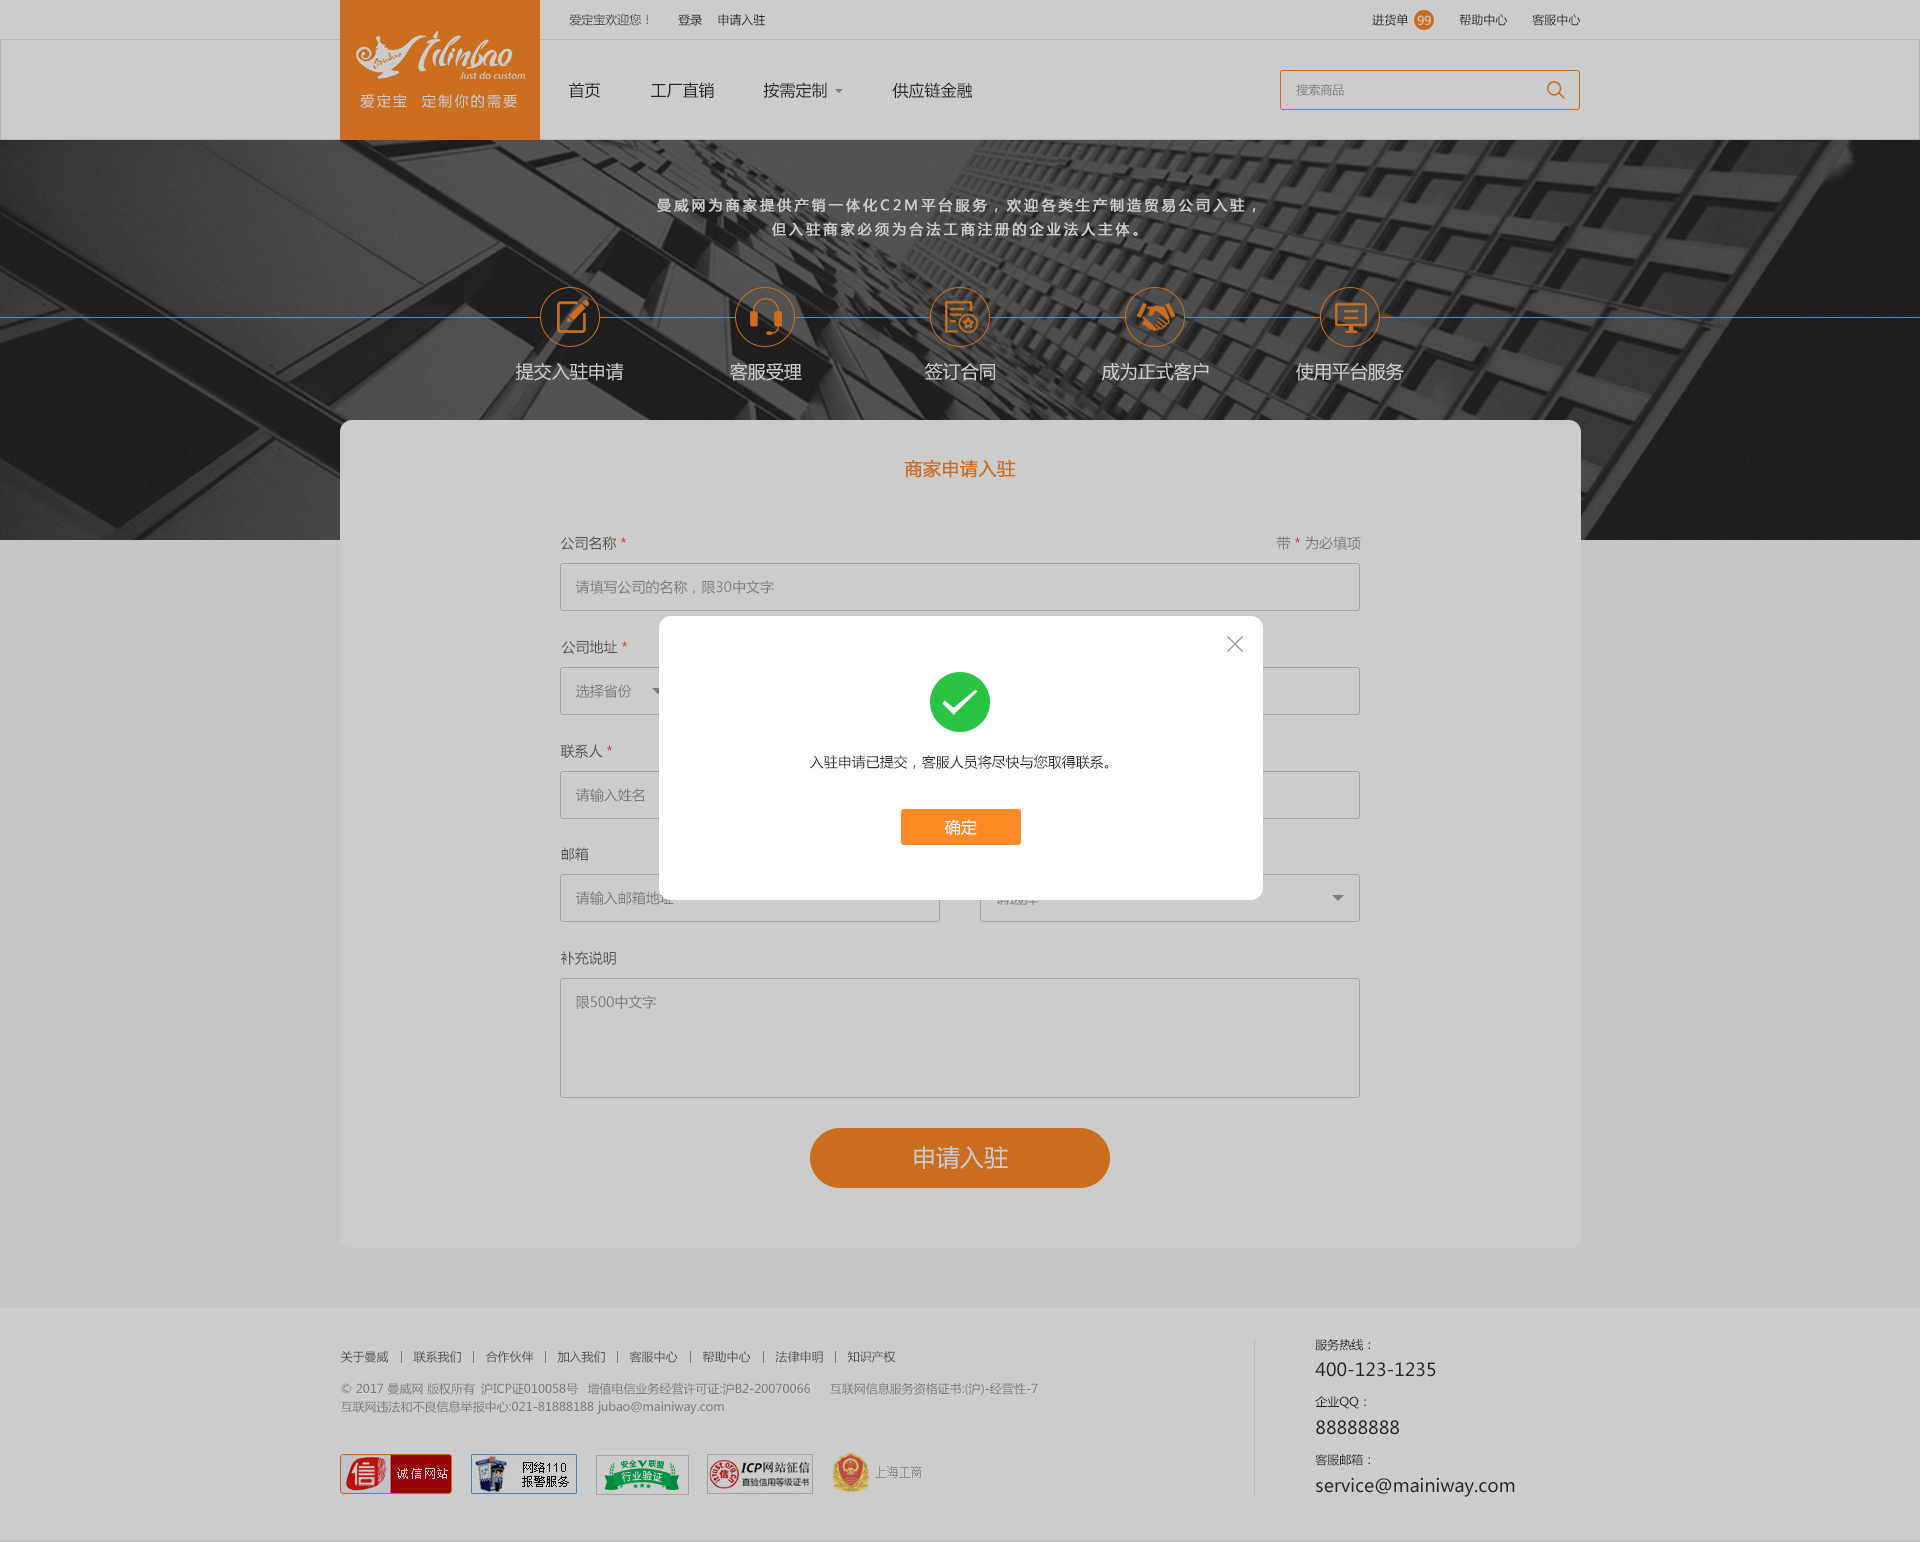 爱定宝欢迎您！ 登录 申请入驻 进货单 99 帮助中心 客服中心
Tilinbao
Just do custom
爱定宝 定制你的需要
首页 工厂直销 按需定制 供应链金融 搜索商品
曼威网为商家提供产销一体化C2M平台服务，欢迎各类生产制造贸易公司入驻，
但入驻商家必须为合法工商注册的企业法人主体。
提交入驻申请 客服受理 签订合同 成为正式客户 使用平台服务
商家申请入驻
公司名称 * 带 * 为必填项
请填写公司的名称，限30中文字
公司地址 *
选择省份
联系人 *
请输入姓名
入驻申请已提交，客服人员将尽快与您取得联系。
确定
邮箱
请输入邮箱地址 请选择
补充说明
限500中文字
申请入驻
关于曼威 | 联系我们 | 合作伙伴 | 加入我们 | 客服中心 | 帮助中心 | 法律申明 | 知识产权
© 2017 曼威网 版权所有 沪ICP证010058号 增值电信业务经营许可证:沪B2-20070066 互联网信息服务资格证书:(沪)-经营性-7
互联网违法和不良信息举报中心:021-81888188 jubao@mainiway.com
信 诚信网站
网络110
报警服务
安全V联盟
行业验证
信 ICP网站征信
直验信用等级证书
上海工商
服务热线：
400-123-1235
企业QQ：
88888888
客服邮箱：
service@mainiway.com